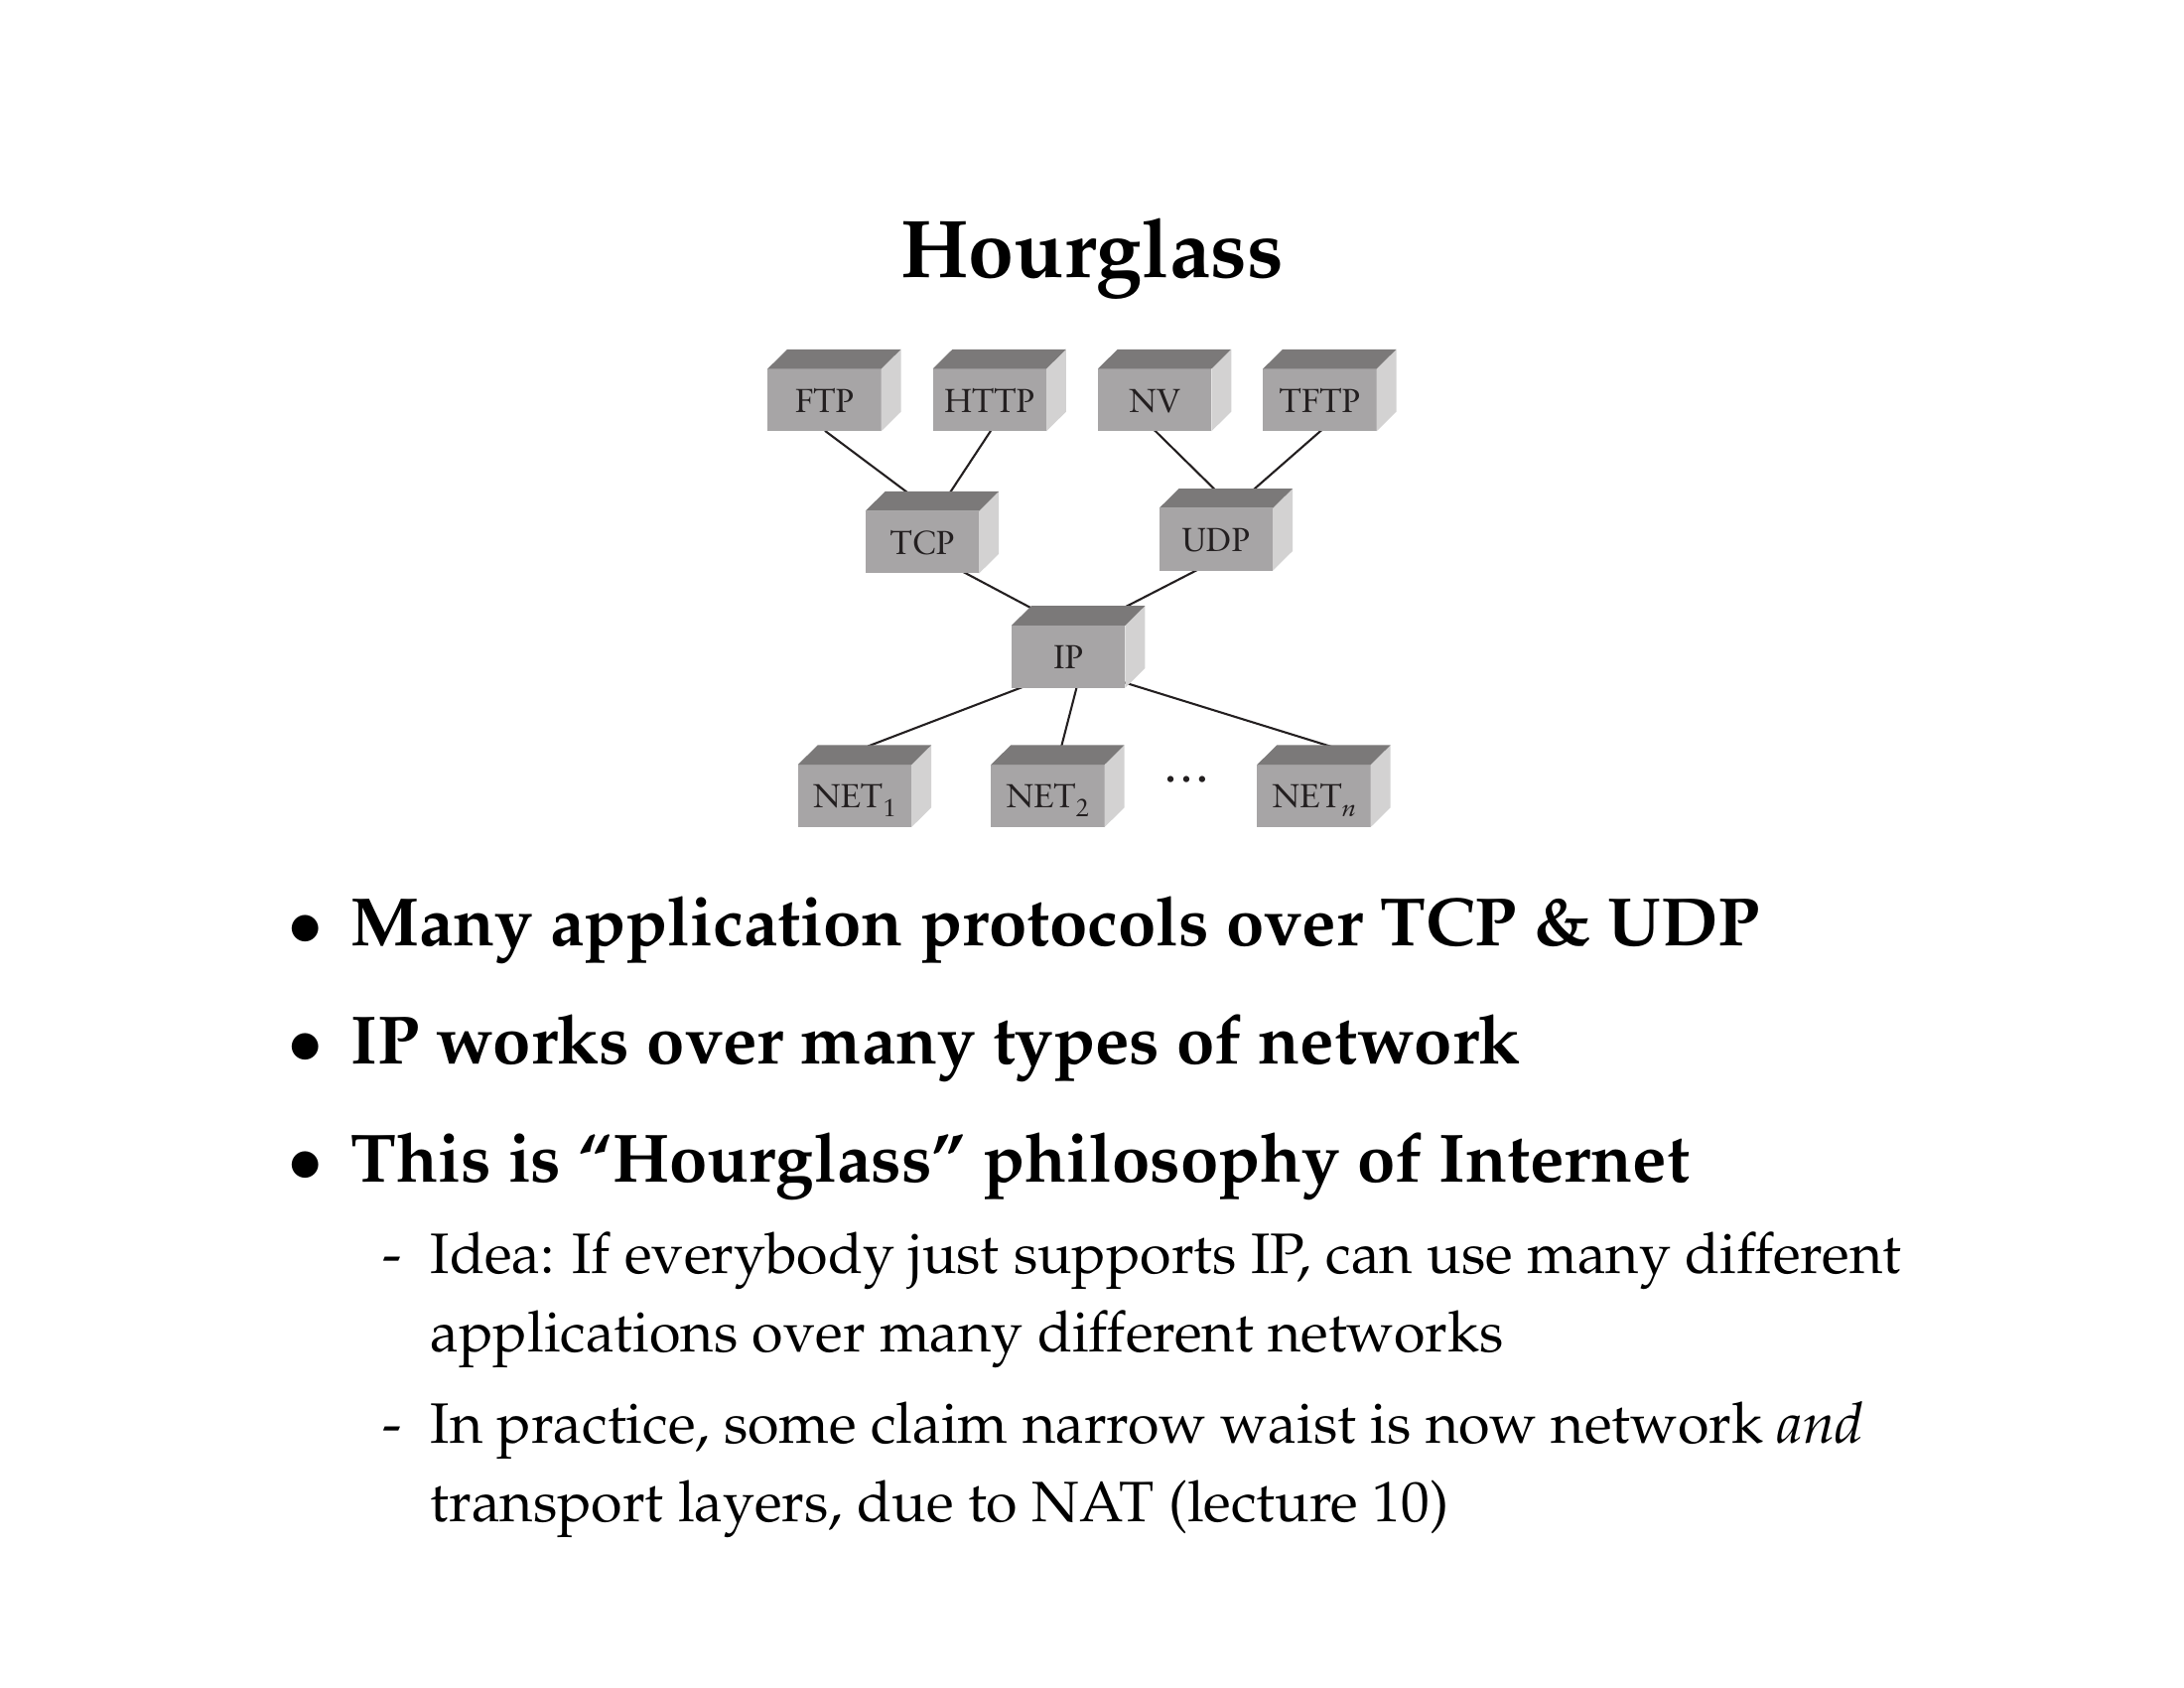 Hourglass
FTP HTTP NV TFTP
TCP UDP
IP
NET1 NET2 ... NETn
• Many application protocols over TCP & UDP
• IP works over many types of network
• This is “Hourglass” philosophy of Internet
- Idea: If everybody just supports IP, can use many different
applications over many different networks
- In practice, some claim narrow waist is now network and
transport layers, due to NAT (lecture 10)